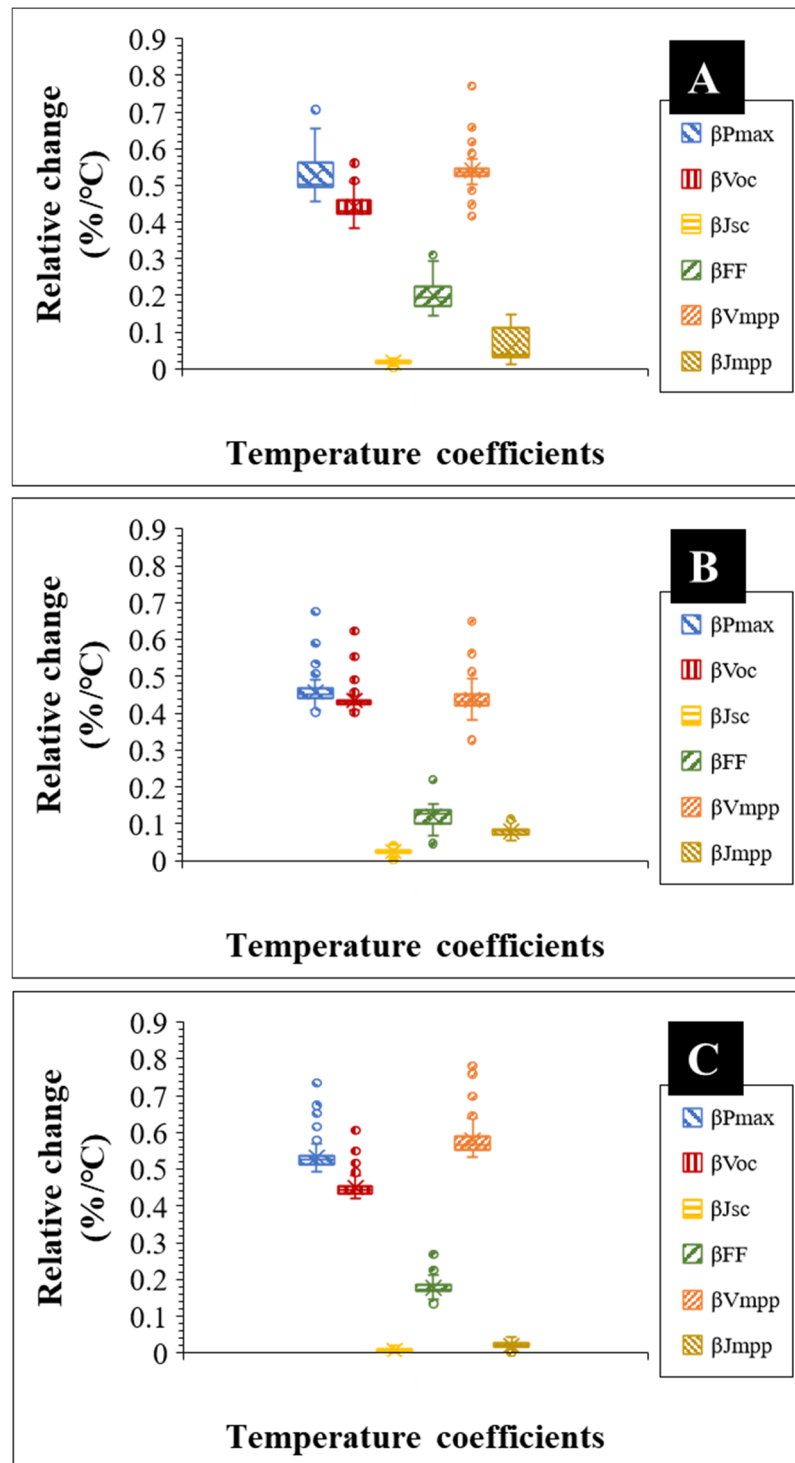 A
Relative change
(%/°C)
0.9
0.8
0.7
0.6
0.5
0.4
0.3
0.2
0.1
0
βPmax
βVoc
βJsc
βFF
βVmpp
βJmpp
Temperature coefficients
B
Relative change
(%/°C)
0.9
0.8
0.7
0.6
0.5
0.4
0.3
0.2
0.1
0
βPmax
βVoc
βJsc
βFF
βVmpp
βJmpp
Temperature coefficients
C
Relative change
(%/°C)
0.9
0.8
0.7
0.6
0.5
0.4
0.3
0.2
0.1
0
βPmax
βVoc
βJsc
βFF
βVmpp
βJmpp
Temperature coefficients